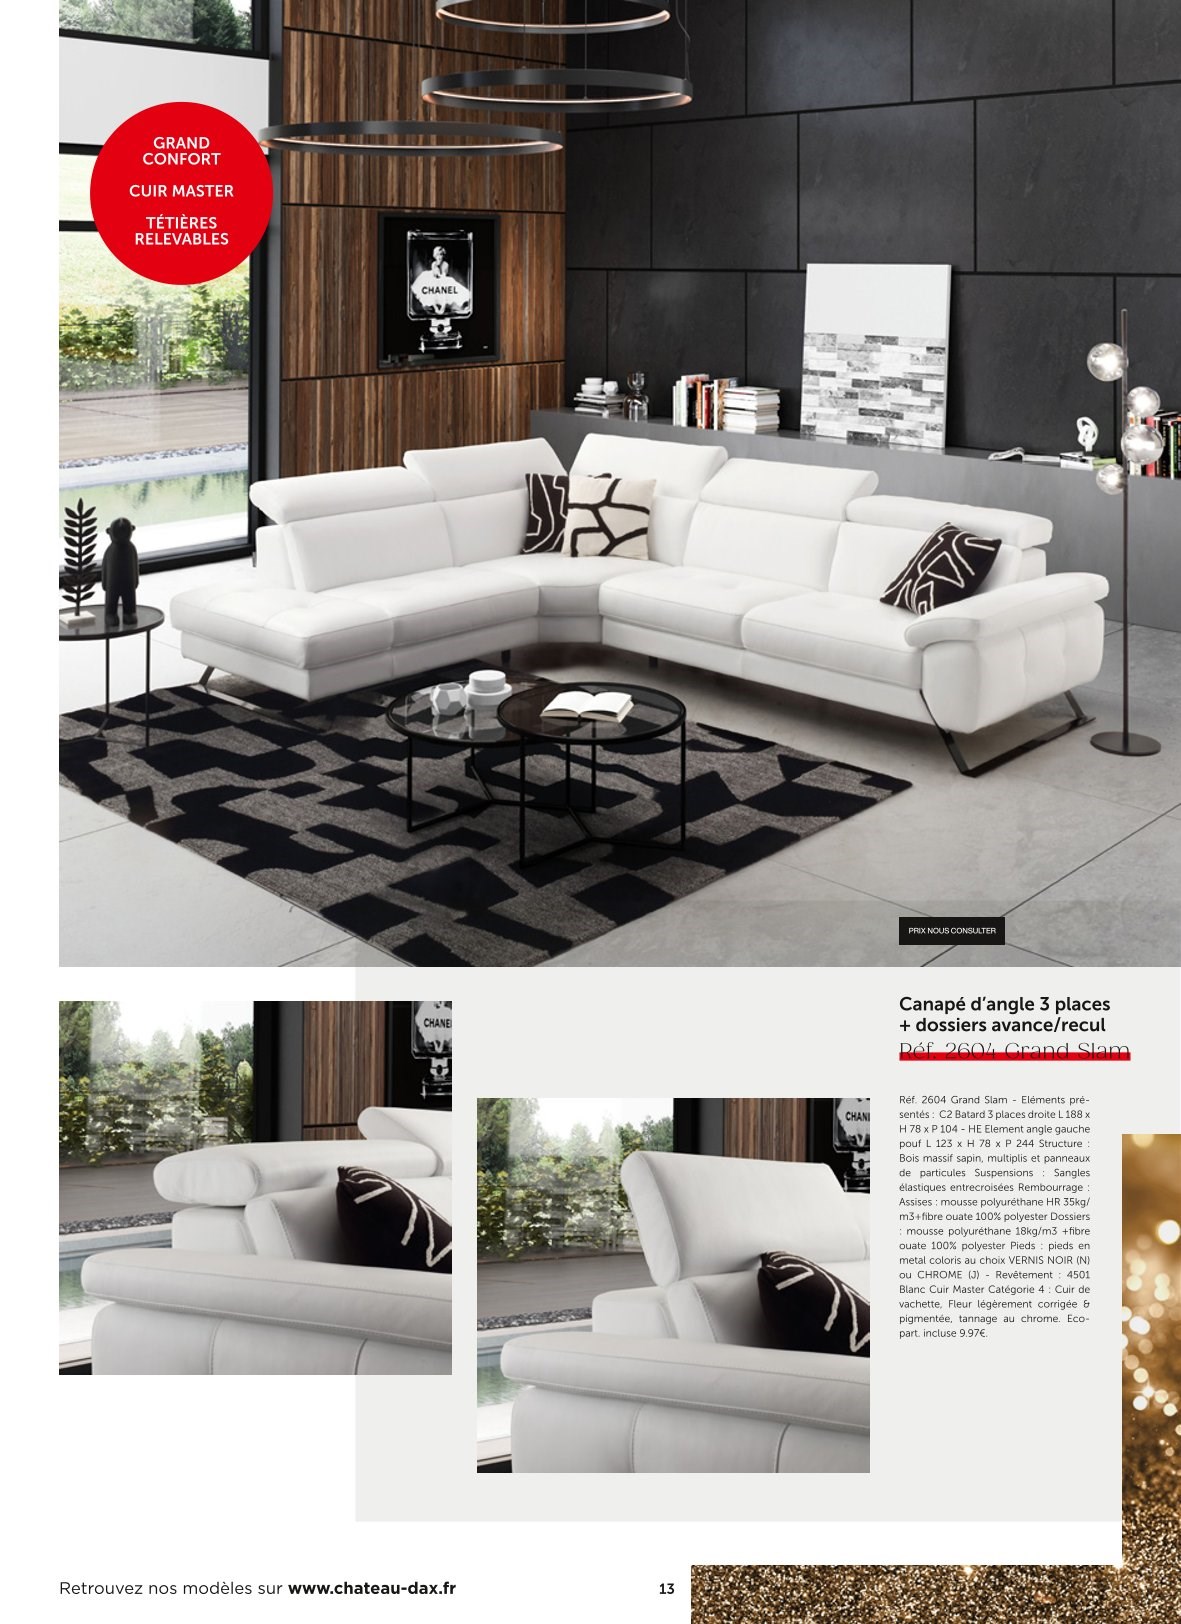 GRAND
CONFORT
CUIR MASTER
TÉTIÈRES
RELEVABLES
CHANEL
PRIX NOUS CONSULTER
Canapé d'angle 3 places
+ dossiers avance/recul
Réf. 2604 Grand Slam
Réf. 2604 Grand Slam - Eléments pré-
sentés : C2 Batard 3 places droite L 188 x
H 78 x P 104 - HE Element angle gauche
pouf L 123 x H 78 x P 244 Structure :
Bois massif sapin, multiplis et panneaux
de particules Suspensions : Sangles
élastiques entrecroisées Rembourrage :
Assises : mousse polyuréthane HR 35kg/
m3+fibre ouate 100% polyester Dossiers
: mousse polyuréthane 18kg/m3 +fibre
ouate 100% polyester Pieds : pieds en
metal coloris au choix VERNIS NOIR (N)
ou CHROME (J) - Revêtement : 4501
Blanc Cuir Master Catégorie 4 : Cuir de
vachette, Fleur légèrement corrigée &
pigmentée, tannage au chrome. Eco-
part. incluse 9.97€.
CHANE
CHANI
Retrouvez nos modèles sur www.chateau-dax.fr
13